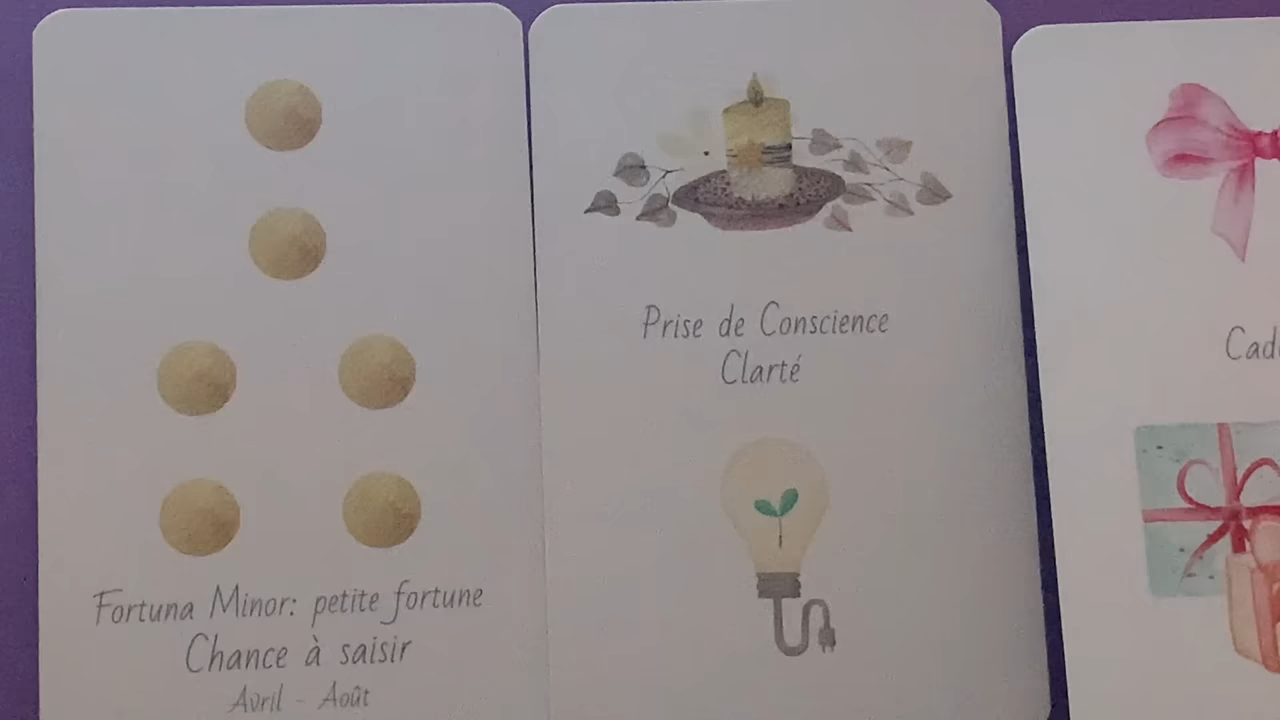 Fortuna Minor: petite fortune
Chance à saisir
Avril - Août
Prise de Conscience
Clarté